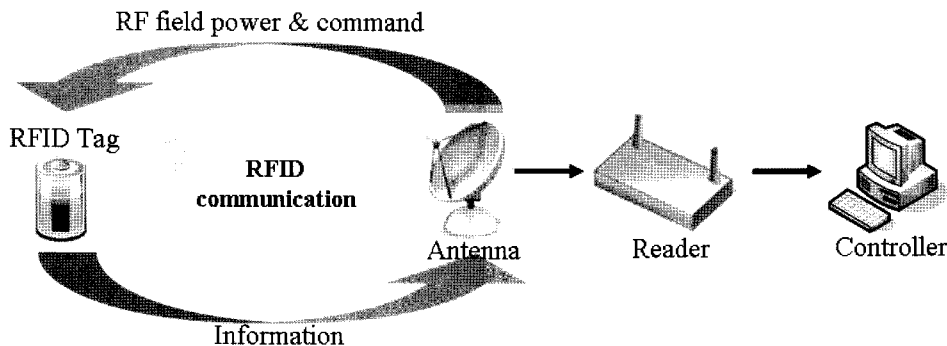 RF field power & command
RFID Tag
RFID
communication
Antenna
Reader
Controller
Information